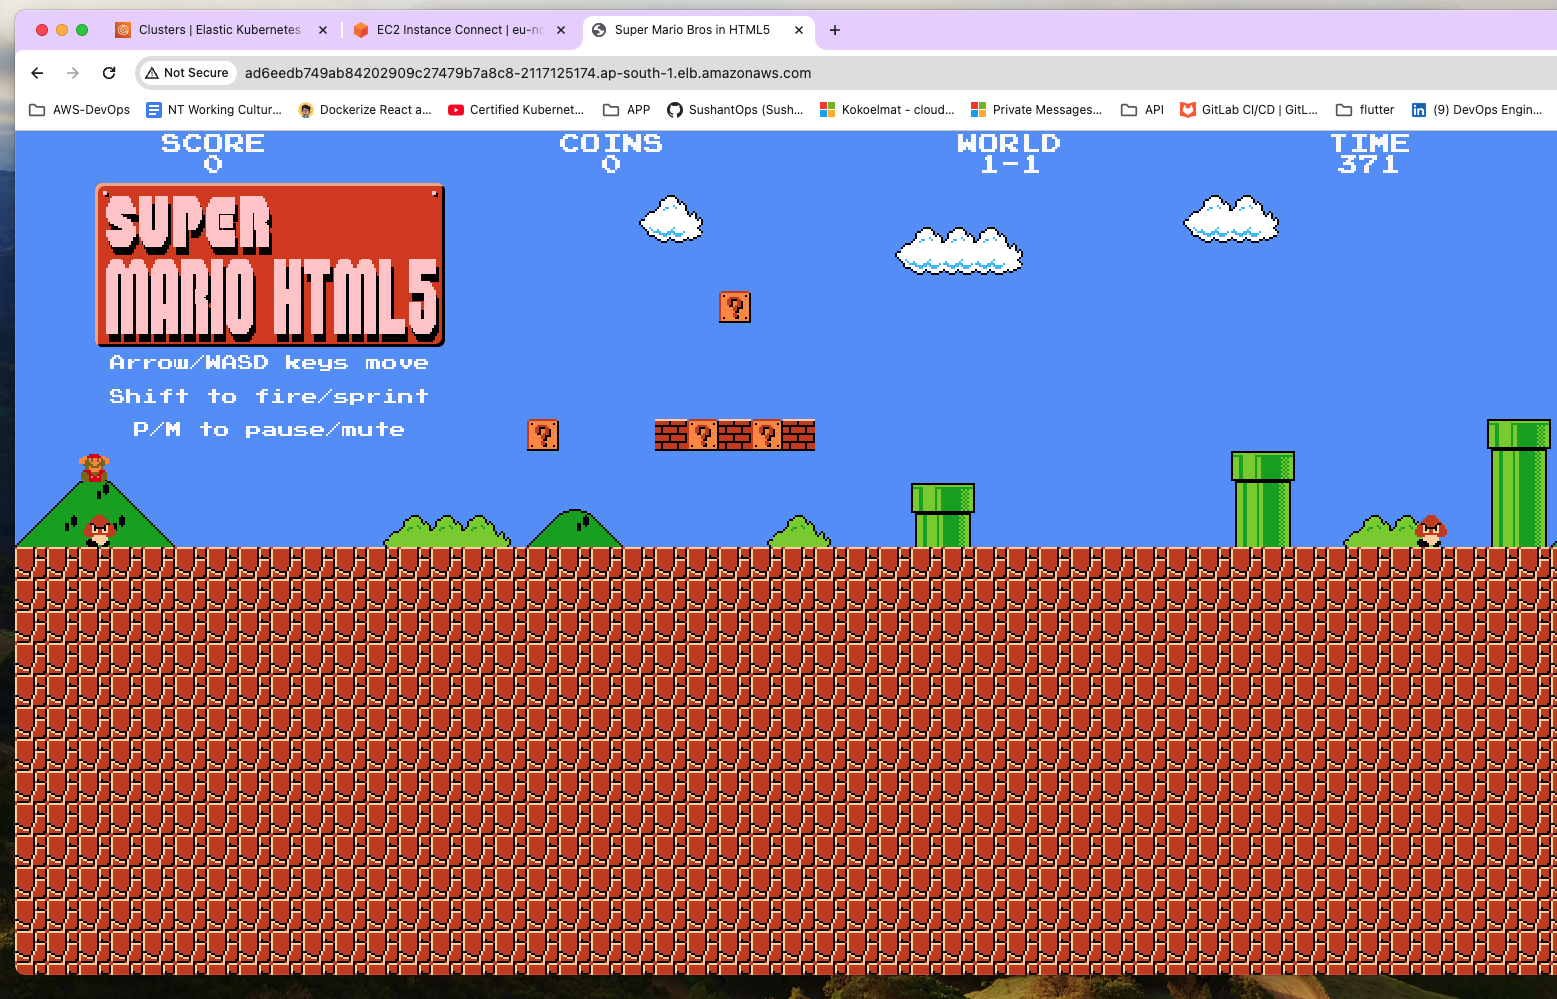 Clusters | Elastic Kubernetes
EC2 Instance Connect | eu-no
Super Mario Bros in HTML5
Not Secure
ad6eedb749ab84202909c27479b7a8c8-2117125174.ap-south-1.elb.amazonaws.com
AWS-DevOps
NT Working Cultur...
Dockerize React a...
Certified Kubernet...
APP
SushantOps (Sush...
Kokoelmat - cloud...
Private Messages...
API
GitLab CI/CD | GitL...
flutter
(9) DevOps Engin...
SCORE
0
COINS
0
WORLD
1-1
TIME
371
SUPER
MARIO HTML5
Arrow/WASD keys move
Shift to fire/sprint
P/M to pause/mute
?
?
? ?